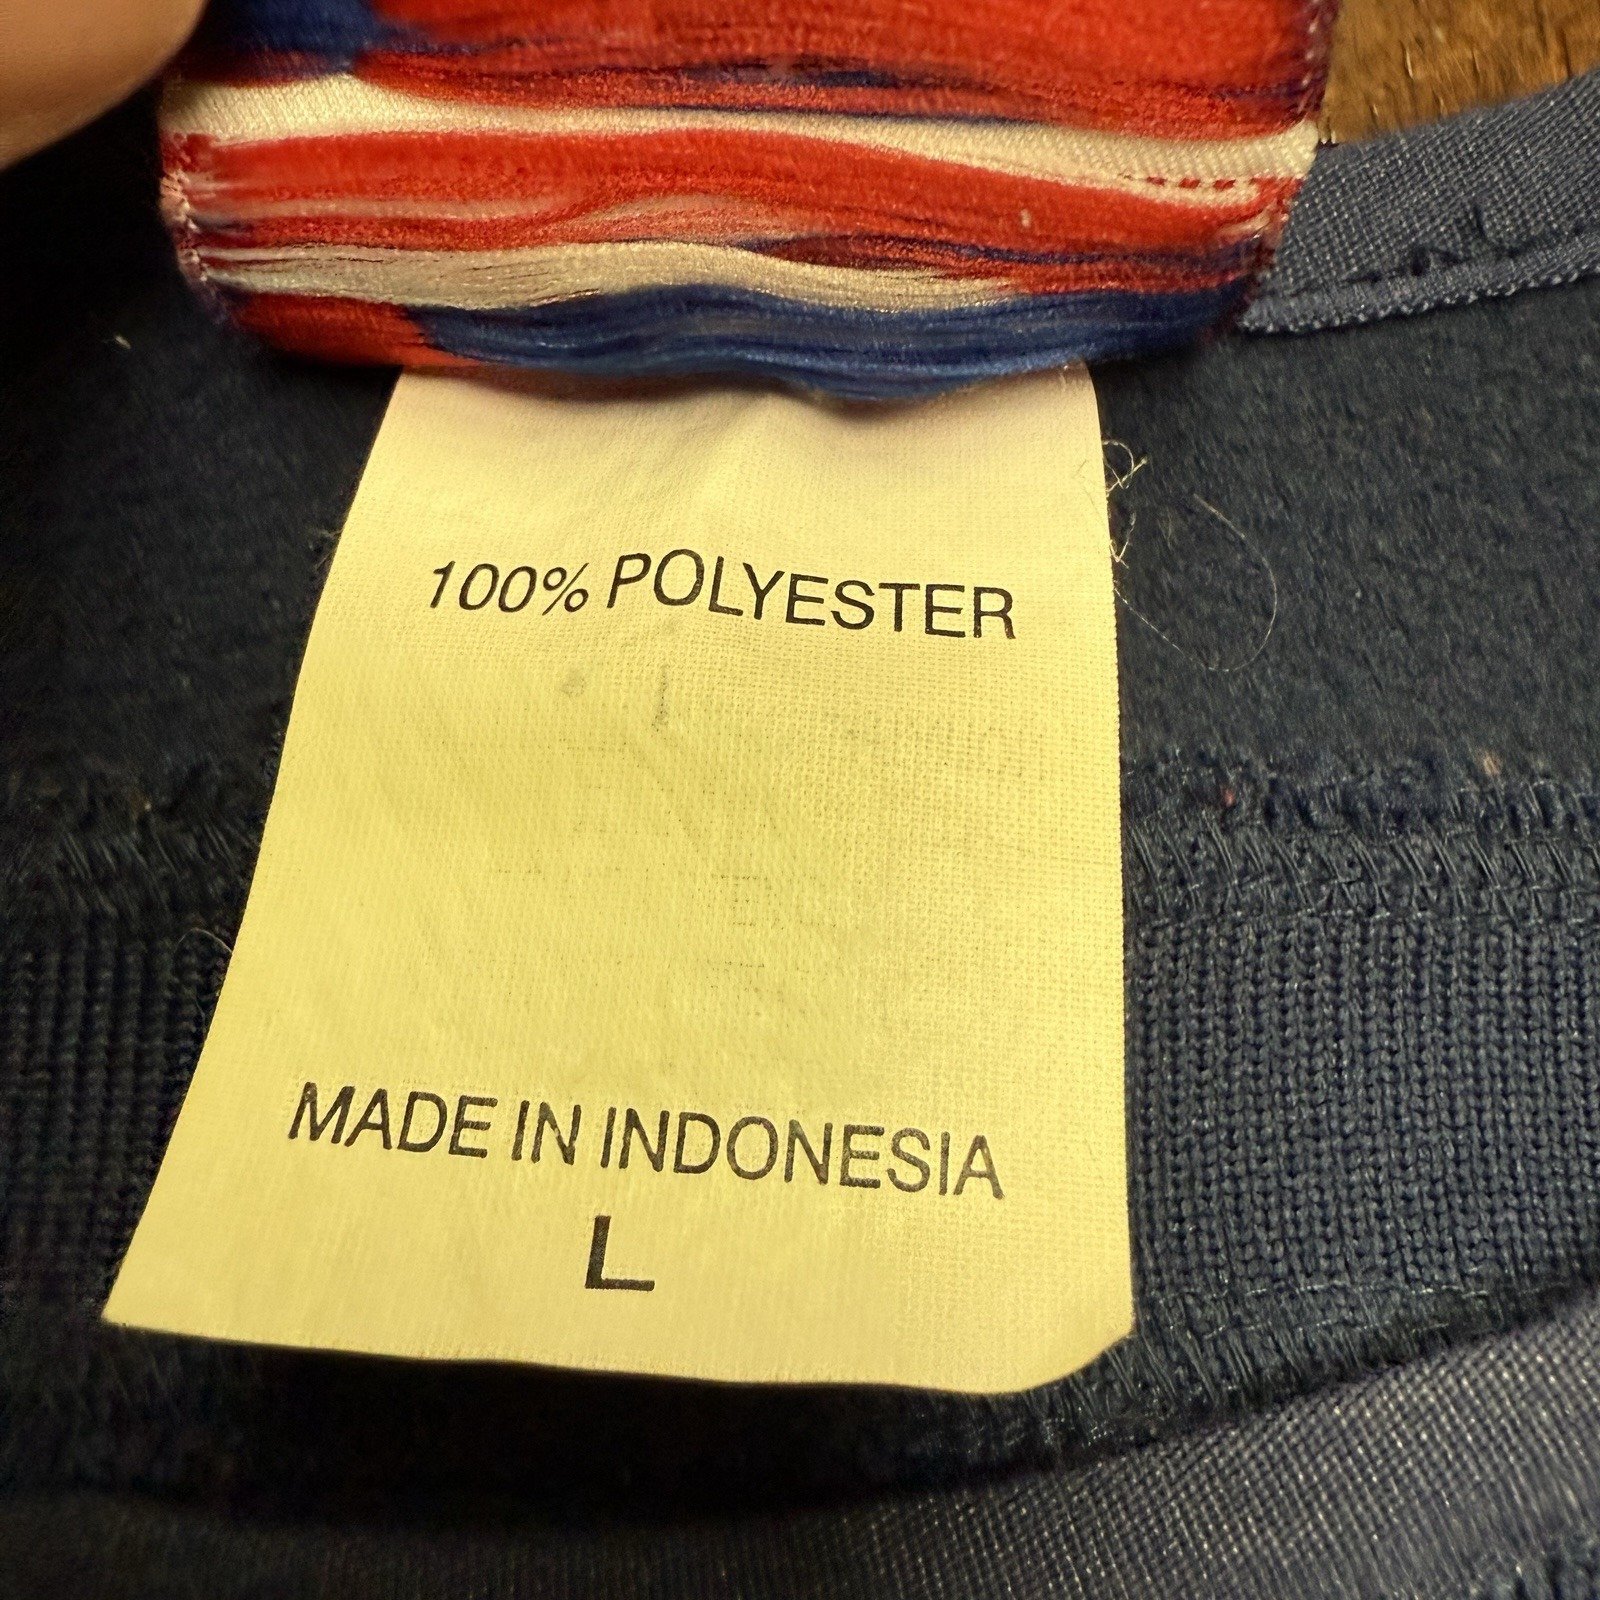 100% POLYESTER
MADE IN INDONESIA
L